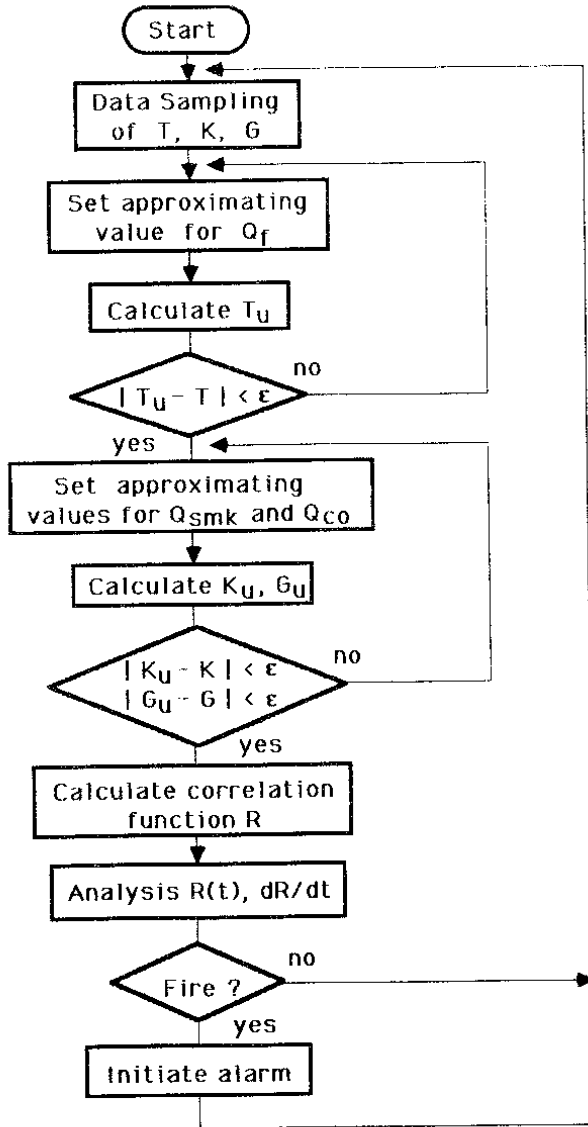 Start
Data Sampling
of T, K, G
Set approximating
value for Qf
Calculate Tu
| Tu - T | < ε
no
yes
Set approximating
values for Qsmk and Qco
Calculate Ku, Gu
| Ku - K | < ε
| Gu - G | < ε
no
yes
Calculate correlation
function R
Analysis R(t), dR/dt
Fire ?
no
yes
Initiate alarm